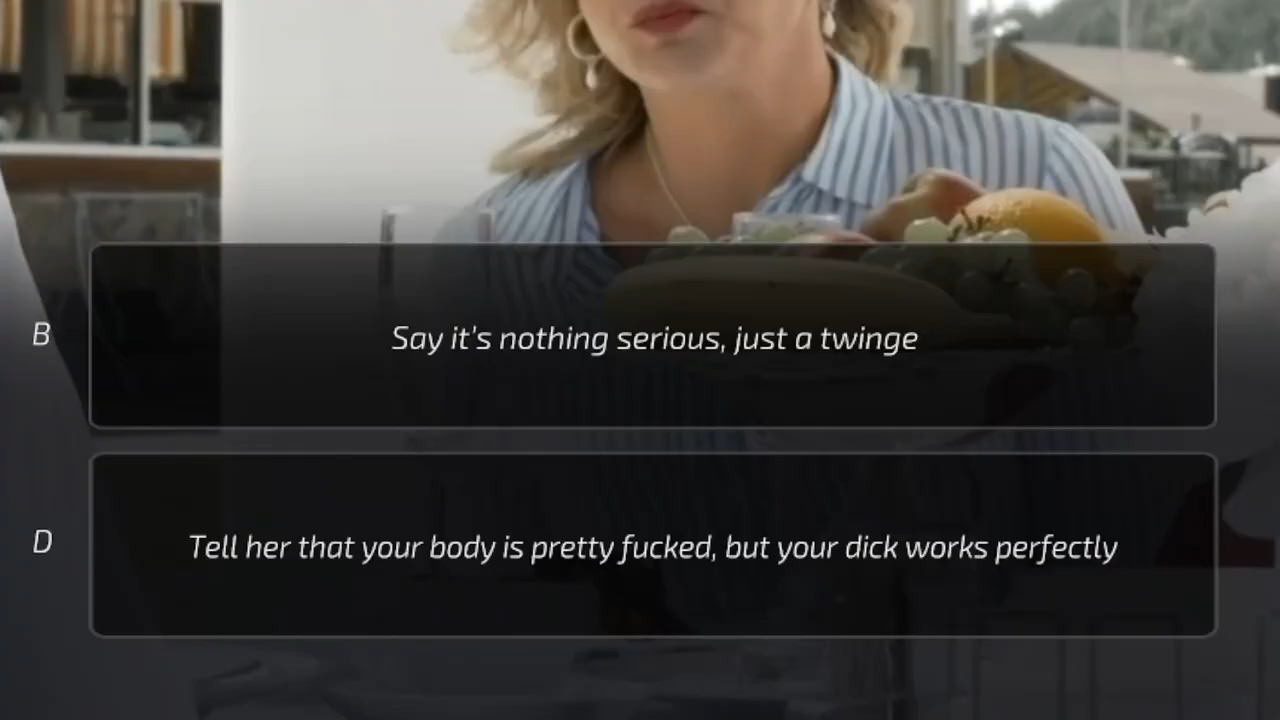 B
Say it's nothing serious, just a twinge
D
Tell her that your body is pretty fucked, but your dick works perfectly